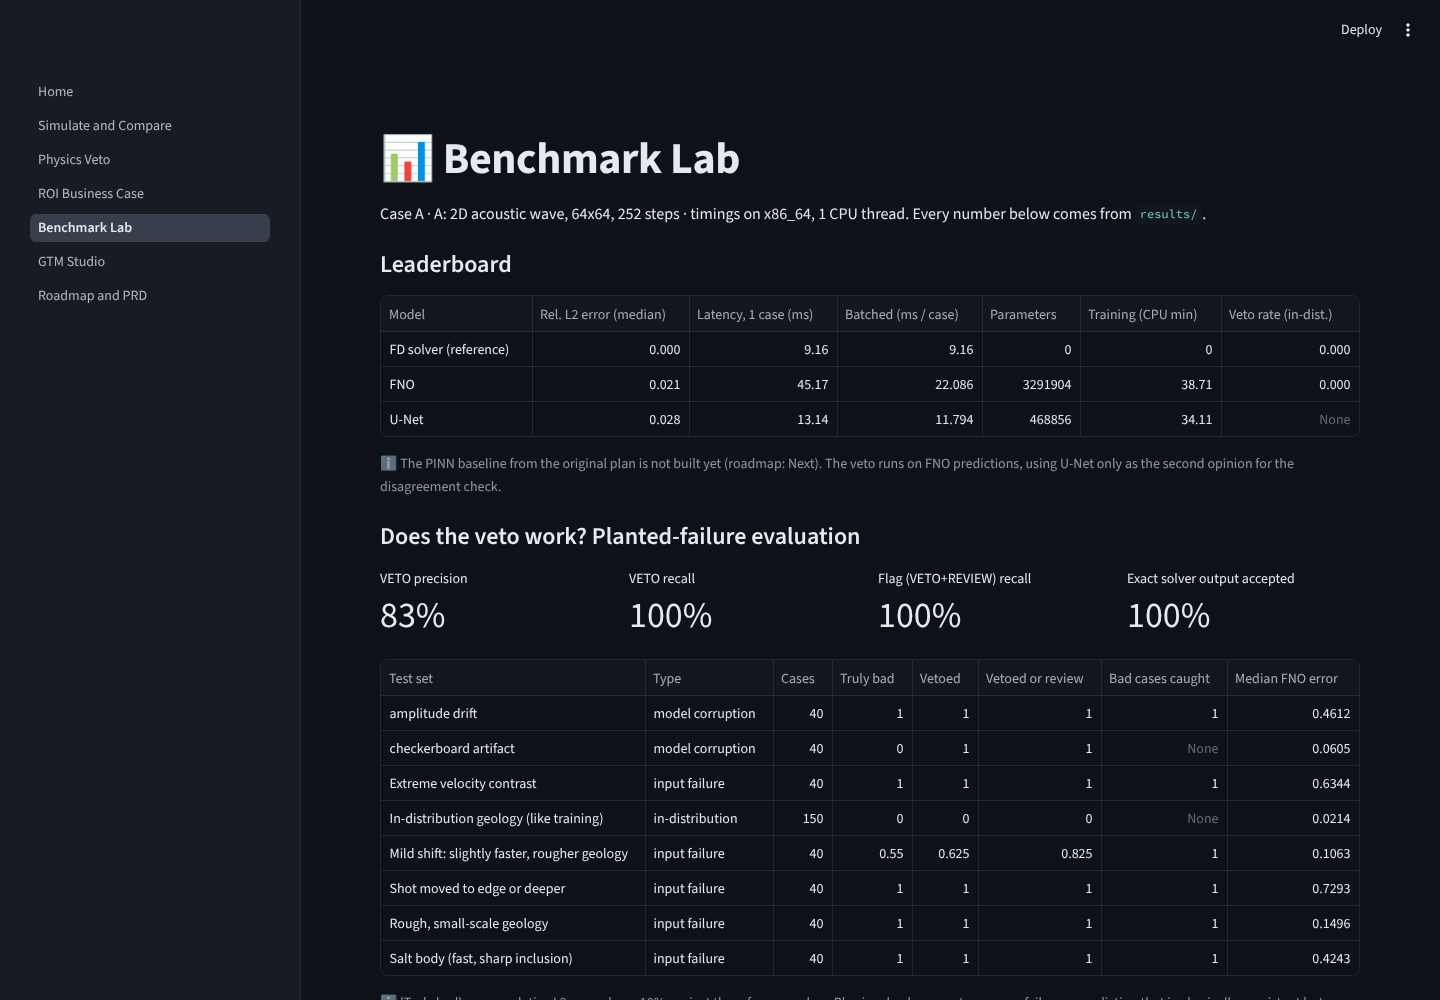 Deploy
Home
Simulate and Compare
Physics Veto
ROI Business Case
Benchmark Lab
GTM Studio
Roadmap and PRD
Benchmark Lab
Case A · A: 2D acoustic wave, 64x64, 252 steps · timings on x86_64, 1 CPU thread. Every number below comes from results/ .
Leaderboard
Model Rel. L2 error (median) Latency, 1 case (ms) Batched (ms / case) Parameters Training (CPU min) Veto rate (in-dist.)
FD solver (reference) 0.000 9.16 9.16 0 0 0.000
FNO 0.021 45.17 22.086 3291904 38.71 0.000
U-Net 0.028 13.14 11.794 468856 34.11 None
The PINN baseline from the original plan is not built yet (roadmap: Next). The veto runs on FNO predictions, using U-Net only as the second opinion for the
disagreement check.
Does the veto work? Planted-failure evaluation
VETO precision VETO recall Flag (VETO+REVIEW) recall Exact solver output accepted
83% 100% 100% 100%
Test set Type Cases Truly bad Vetoed Vetoed or review Bad cases caught Median FNO error
amplitude drift model corruption 40 1 1 1 1 0.4612
checkerboard artifact model corruption 40 0 1 1 None 0.0605
Extreme velocity contrast input failure 40 1 1 1 1 0.6344
In-distribution geology (like training) in-distribution 150 0 0 0 None 0.0214
Mild shift: slightly faster, rougher geology input failure 40 0.55 0.625 0.825 1 0.1063
Shot moved to edge or deeper input failure 40 1 1 1 1 0.7293
Rough, small-scale geology input failure 40 1 1 1 1 0.1496
Salt body (fast, sharp inclusion) input failure 40 1 1 1 1 0.4243